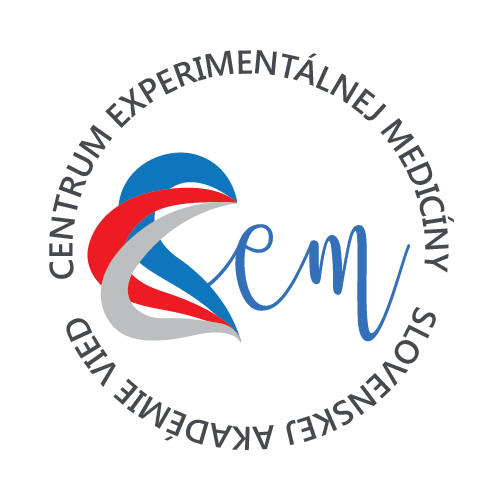 CENTRUM EXPERIMENTÁLNEJ MEDICÍNY
SLOVENSKEJ AKADÉMIE VIED
cem